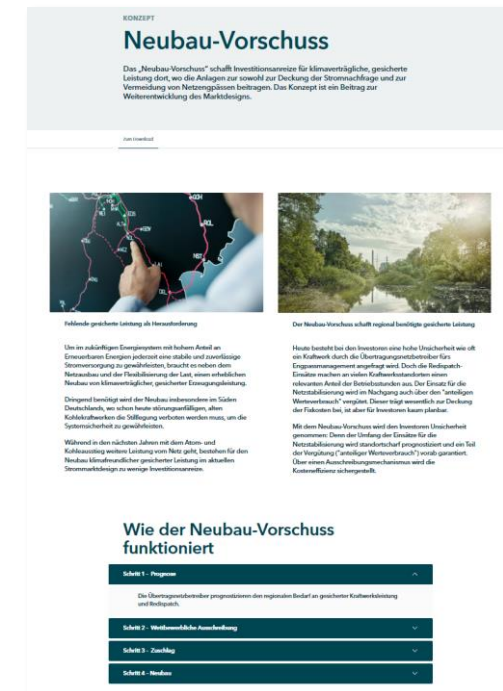 KONZEPT
Neubau-Vorschuss
Das „Neubau-Vorschuss“ schafft Investitionsanreize für klimaverträgliche, gesicherte
Leistung dort, wo die Anlagen zur sowohl zur Deckung der Stromnachfrage und zur
Vermeidung von Netzengpässen beitragen. Das Konzept ist ein Beitrag zur
Weiterentwicklung des Marktdesigns.
Zum Download
Fehlende gesicherte Leistung als Herausforderung
Um im zukünftigen Energiesystem mit hohem Anteil an
Erneuerbaren Energien jederzeit eine stabile und zuverlässige
Stromversorgung zu gewährleisten, braucht es neben dem
Netzausbau und der Flexibilisierung der Last, einen erheblichen
Neubau von klimaverträglicher, gesicherter Erzeugungsleistung.
Dringend benötigt wird der Neubau insbesondere im Süden
Deutschlands, wo schon heute störungsanfälligen, alten
Kohlekraftwerken die Stilllegung verboten werden muss, um die
Systemsicherheit zu gewährleisten.
Während in den nächsten Jahren mit dem Atom- und
Kohleausstieg weitere Leistung vom Netz geht, bestehen für den
Neubau klimafreundlicher gesicherter Leistung im aktuellen
Strommarktdesign zu wenige Investitionsanreize.
Der Neubau-Vorschuss schafft regional benötigte gesicherte Leistung
Heute besteht bei den Investoren eine hohe Unsicherheit wie oft
ein Kraftwerk durch die Übertragungsnetzbetreiber fürs
Engpassmanagement angefragt wird. Doch die Redispatch-
Einsätze machen an vielen Kraftwerksstandorten einen
relevanten Anteil der Betriebsstunden aus. Der Einsatz für die
Netzstabilisierung wird im Nachgang auch über den "anteiligen
Werteverbrauch" vergütet. Dieser trägt wesentlich zur Deckung
der Fixkosten bei, ist aber für Investoren kaum planbar.
Mit dem Neubau-Vorschuss wird den Investoren Unsicherheit
genommen: Denn der Umfang der Einsätze für die
Netzstabilisierung wird standortscharf prognostiziert und ein Teil
der Vergütung ("anteiliger Werteverbrauch") vorab garantiert.
Über einen Ausschreibungsmechanismus wird die
Kosteneffizienz sichergestellt.
Wie der Neubau-Vorschuss
funktioniert
Schritt 1 – Prognose
Die Übertragungsnetzbetreiber prognostizieren den regionalen Bedarf an gesicherter Kraftwerksleistung
und Redispatch.
Schritt 2 – Wettbewerbliche Ausschreibung
Schritt 3 – Zuschlag
Schritt 4 – Neubau